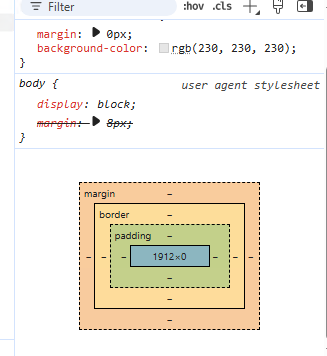 Filter :hov .cls
margin: ▶ 0px;
background-color: rgb(230, 230, 230);
}
body { user agent stylesheet
display: block;
margin: ▶ 8px;
}
margin –
border –
padding –
– – – 1912×0 – – –
–
–
–